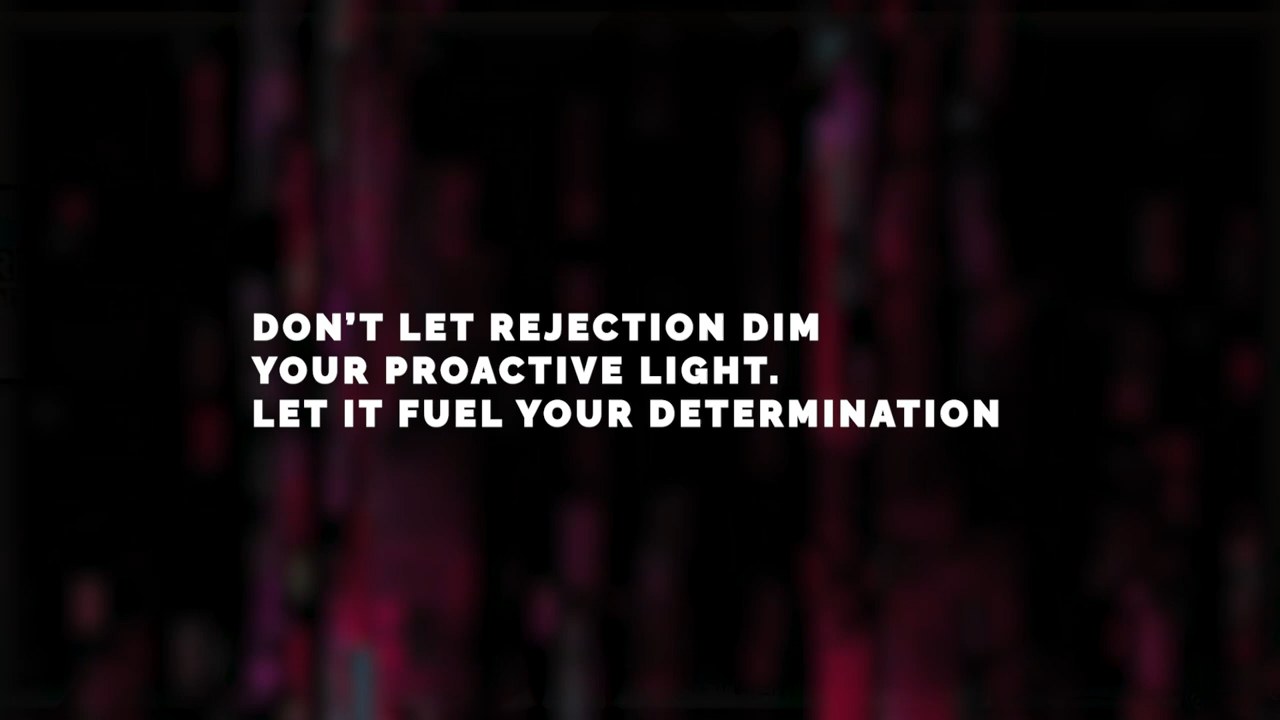 DON’T LET REJECTION DIM
YOUR PROACTIVE LIGHT.
LET IT FUEL YOUR DETERMINATION